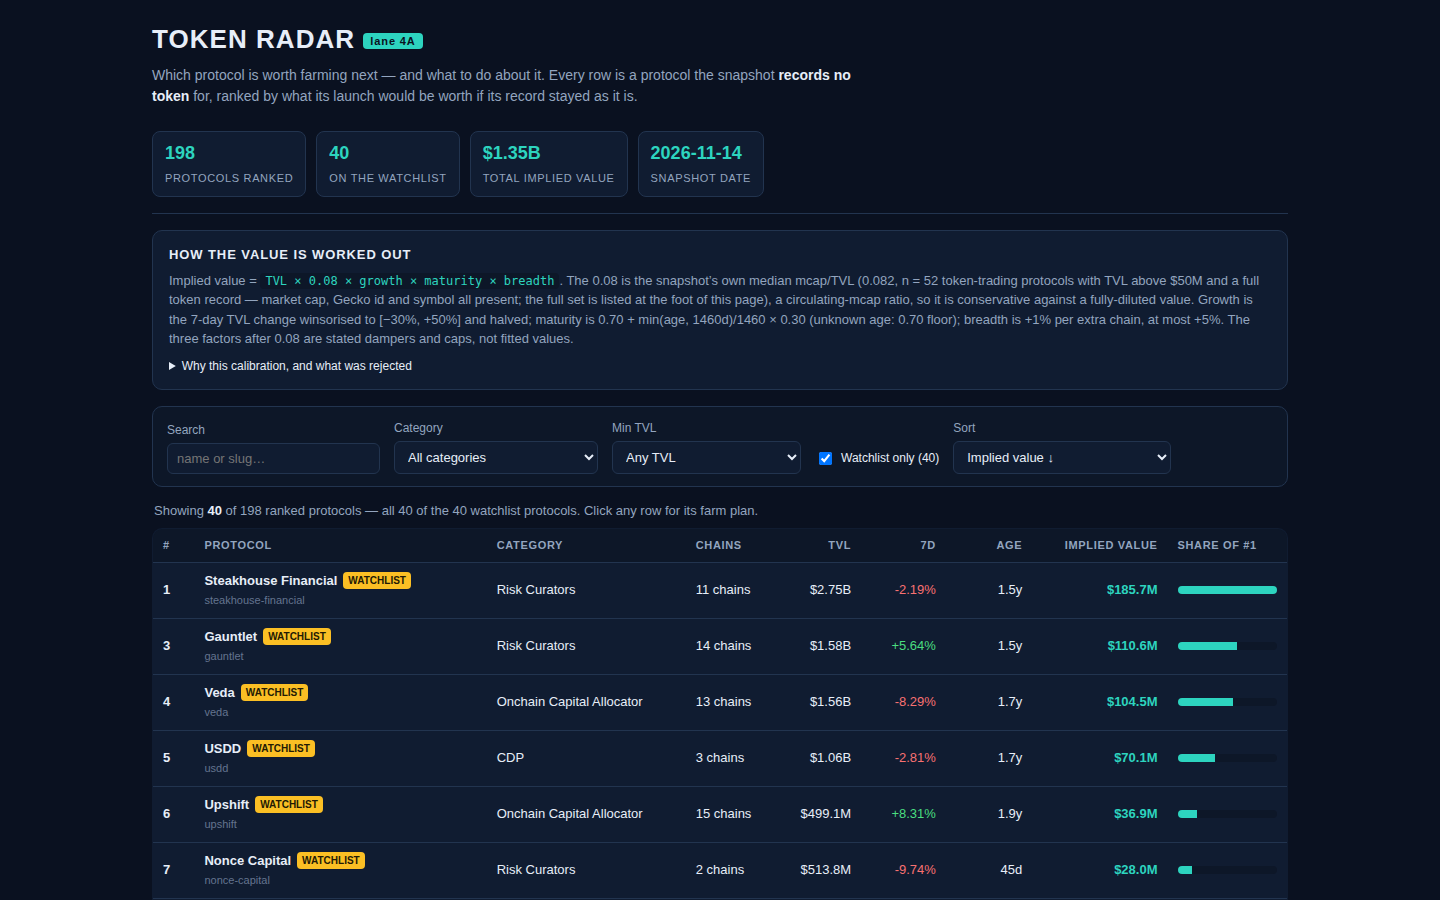 TOKEN RADAR lane 4A
Which protocol is worth farming next — and what to do about it. Every row is a protocol the snapshot records no
token for, ranked by what its launch would be worth if its record stayed as it is.
198 40 $1.35B 2026-11-14
PROTOCOLS RANKED ON THE WATCHLIST TOTAL IMPLIED VALUE SNAPSHOT DATE
HOW THE VALUE IS WORKED OUT
Implied value = TVL × 0.08 × growth × maturity × breadth . The 0.08 is the snapshot's own median mcap/TVL (0.082, n = 52 token-trading protocols with TVL above $50M and a full
token record — market cap, Gecko id and symbol all present; the full set is listed at the foot of this page), a circulating-mcap ratio, so it is conservative against a fully-diluted value. Growth is
the 7-day TVL change winsorised to [−30%, +50%] and halved; maturity is 0.70 + min(age, 1460d)/1460 × 0.30 (unknown age: 0.70 floor); breadth is +1% per extra chain, at most +5%. The
three factors after 0.08 are stated dampers and caps, not fitted values.
▶ Why this calibration, and what was rejected
Search Category Min TVL Sort
name or slug… All categories Any TVL Watchlist only (40) Implied value ↓
Showing 40 of 198 ranked protocols — all 40 of the 40 watchlist protocols. Click any row for its farm plan.
# PROTOCOL CATEGORY CHAINS TVL 7D AGE IMPLIED VALUE SHARE OF #1
1 Steakhouse Financial WATCHLIST Risk Curators 11 chains $2.75B -2.19% 1.5y $185.7M
steakhouse-financial
3 Gauntlet WATCHLIST Risk Curators 14 chains $1.58B +5.64% 1.5y $110.6M
gauntlet
4 Veda WATCHLIST Onchain Capital Allocator 13 chains $1.56B -8.29% 1.7y $104.5M
veda
5 USDD WATCHLIST CDP 3 chains $1.06B -2.81% 1.7y $70.1M
usdd
6 Upshift WATCHLIST Onchain Capital Allocator 15 chains $499.1M +8.31% 1.9y $36.9M
upshift
7 Nonce Capital WATCHLIST Risk Curators 2 chains $513.8M -9.74% 45d $28.0M
nonce-capital